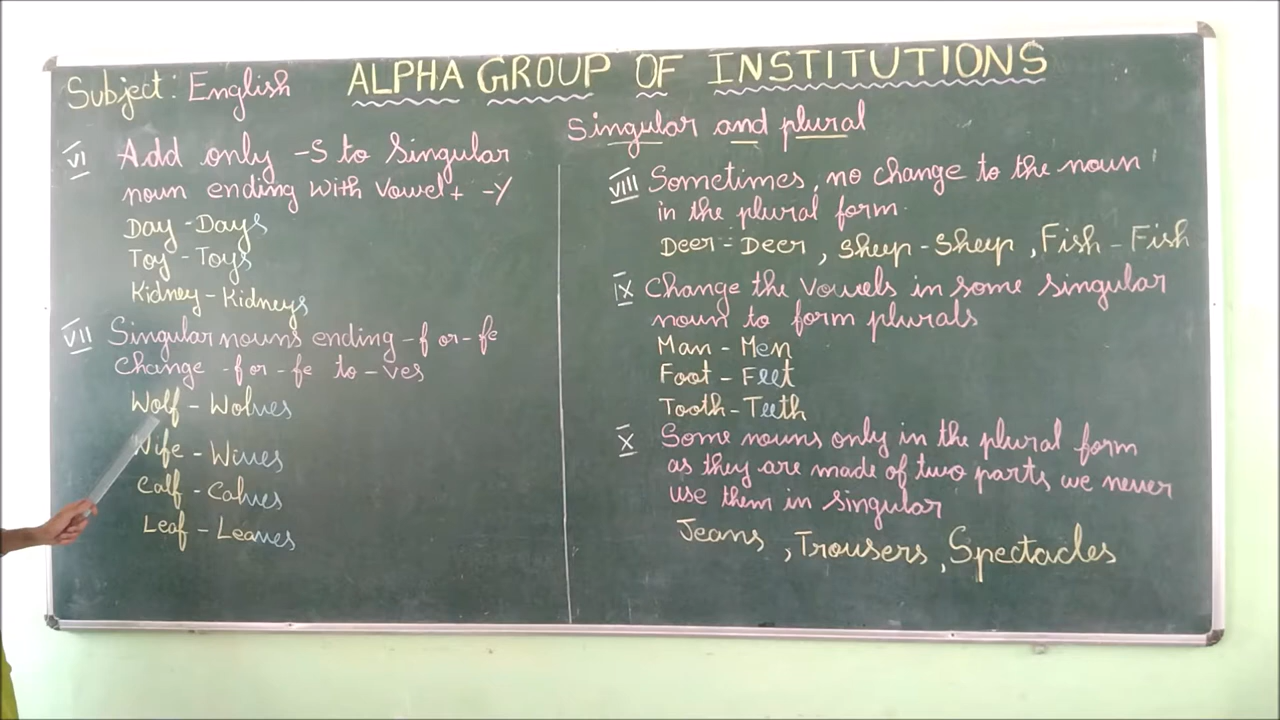 Subject: English
ALPHA GROUP OF INSTITUTIONS
Singular and plural
VI Add only -s to Singular
noun ending with vowel + -y
Day - Days
Toy - Toys
Kidney - Kidneys
VII Singular nouns ending -f or -fe
change -f or -fe to -ves
Wolf - Wolves
Wife - Wives
Calf - Calves
Leaf - Leaves
VIII Sometimes, no change to the noun
in the plural form.
Deer - Deer, Sheep - Sheep, Fish - Fish
IX Change the vowels in some singular
noun to form plurals
Man - Men
Foot - Feet
Tooth - Teeth
X Some nouns only in the plural form
as they are made of two parts, we never
use them in singular
Jeans, Trousers, Spectacles